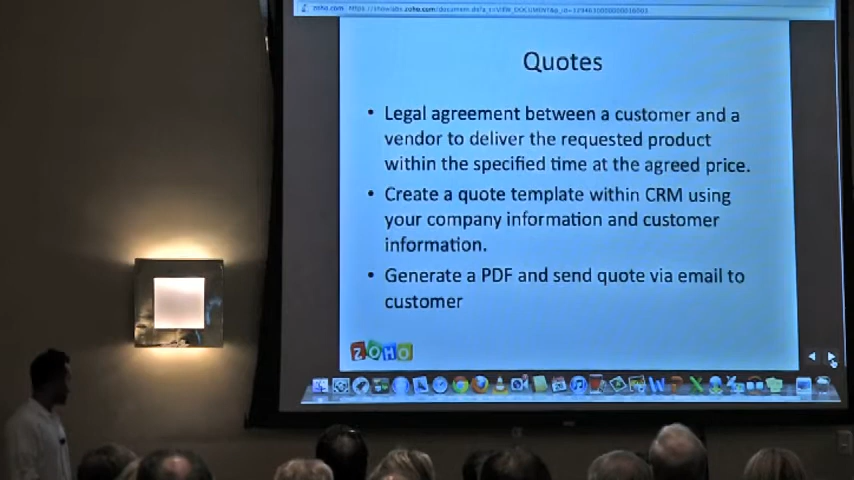 zoho.com
Quotes
• Legal agreement between a customer and a
vendor to deliver the requested product
within the specified time at the agreed price.
• Create a quote template within CRM using
your company information and customer
information.
• Generate a PDF and send quote via email to
customer
ZOHO